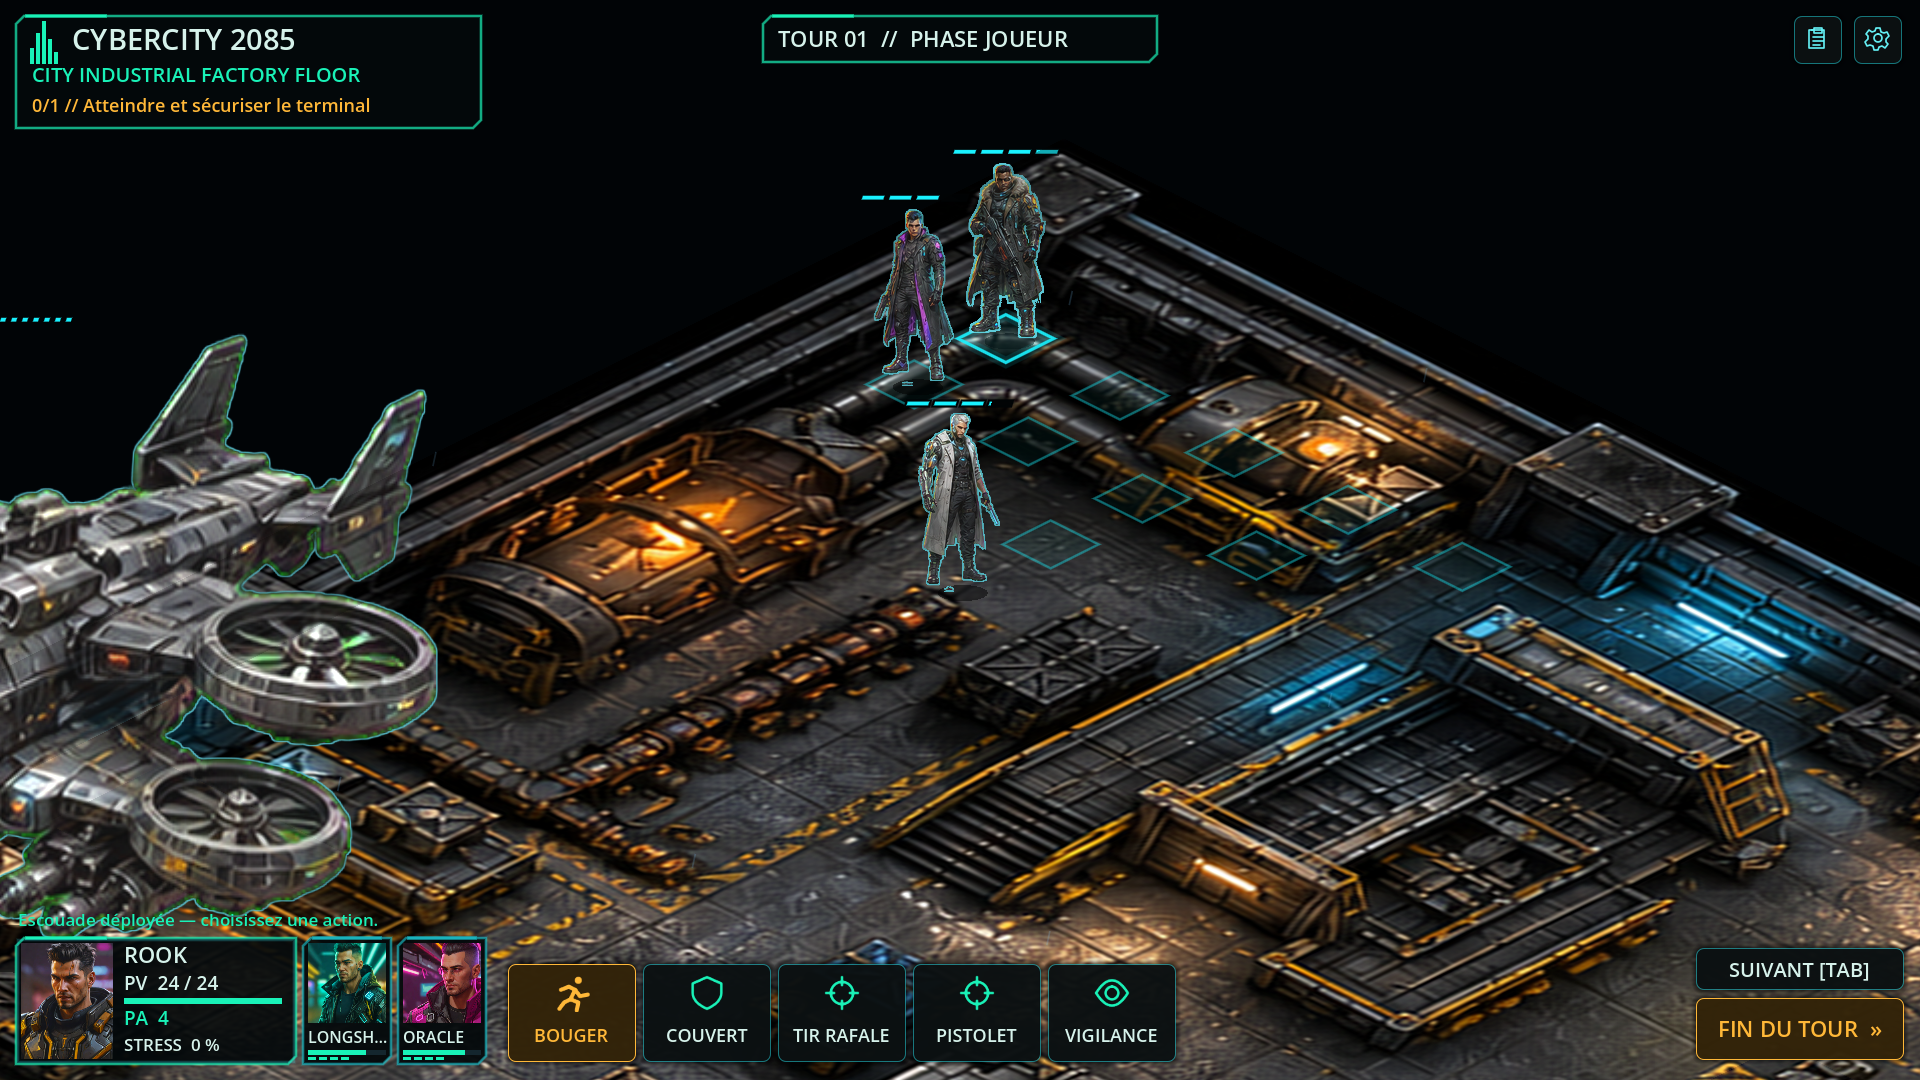 CYBERCITY 2085
CITY INDUSTRIAL FACTORY FLOOR
0/1 // Atteindre et sécuriser le terminal
TOUR 01 // PHASE JOUEUR
Escouade déployée — choisissez une action.
ROOK
PV 24 / 24
PA 4
STRESS 0 %
LONGSH...
ORACLE
BOUGER
COUVERT
TIR RAFALE
PISTOLET
VIGILANCE
SUIVANT [TAB]
FIN DU TOUR »